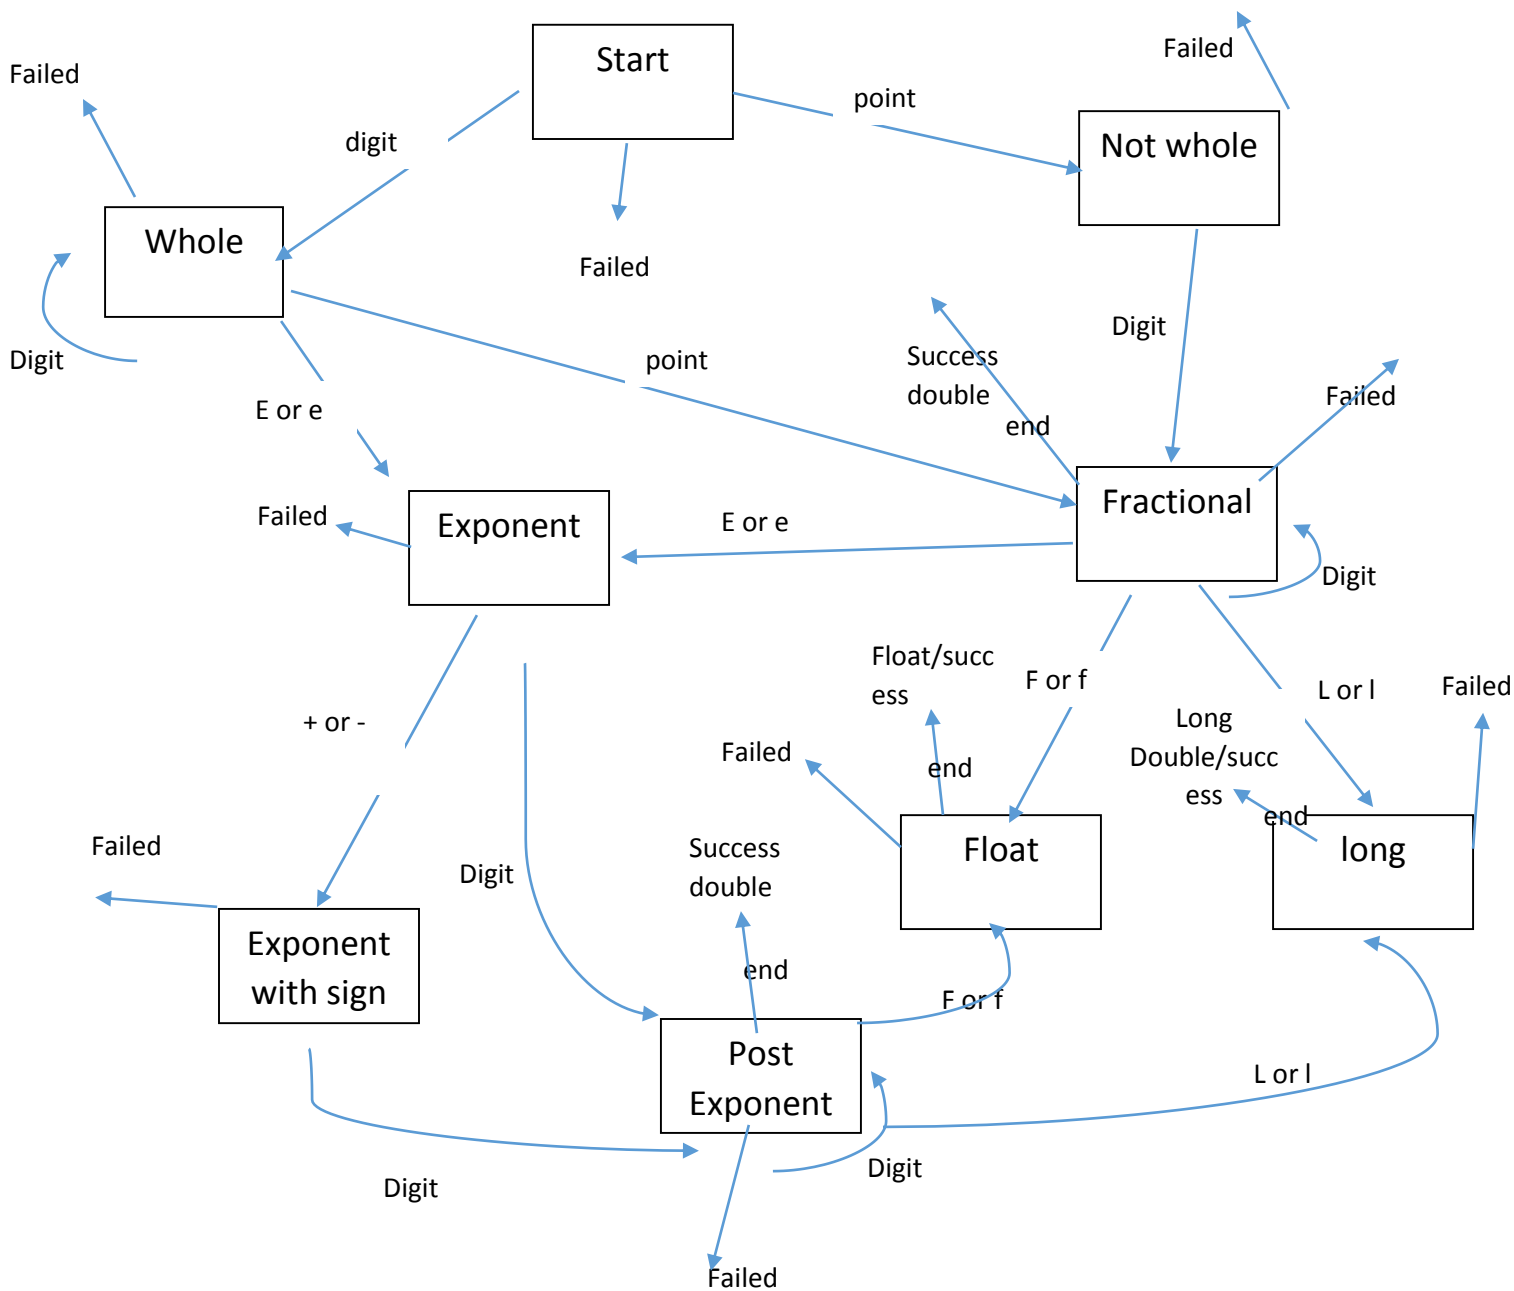 Start
Failed
Failed
point
digit
Not whole
Whole
Failed
Digit
Success
double
end
Digit
point
Failed
E or e
Failed
Exponent
E or e
Fractional
Digit
Float/succ
ess
F or f
L or l
Failed
+ or -
Long
Double/succ
ess
Failed
end
end
Failed
Success
double
Float
long
Digit
Exponent
with sign
end
F or f
Post
Exponent
L or l
Digit
Digit
Failed